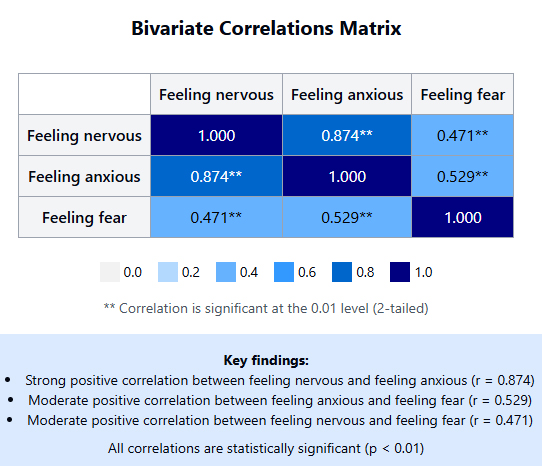 Bivariate Correlations Matrix
Feeling nervous Feeling anxious Feeling fear
Feeling nervous 1.000 0.874** 0.471**
Feeling anxious 0.874** 1.000 0.529**
Feeling fear 0.471** 0.529** 1.000
0.0 0.2 0.4 0.6 0.8 1.0
** Correlation is significant at the 0.01 level (2-tailed)
Key findings:
• Strong positive correlation between feeling nervous and feeling anxious (r = 0.874)
• Moderate positive correlation between feeling anxious and feeling fear (r = 0.529)
• Moderate positive correlation between feeling nervous and feeling fear (r = 0.471)
All correlations are statistically significant (p < 0.01)